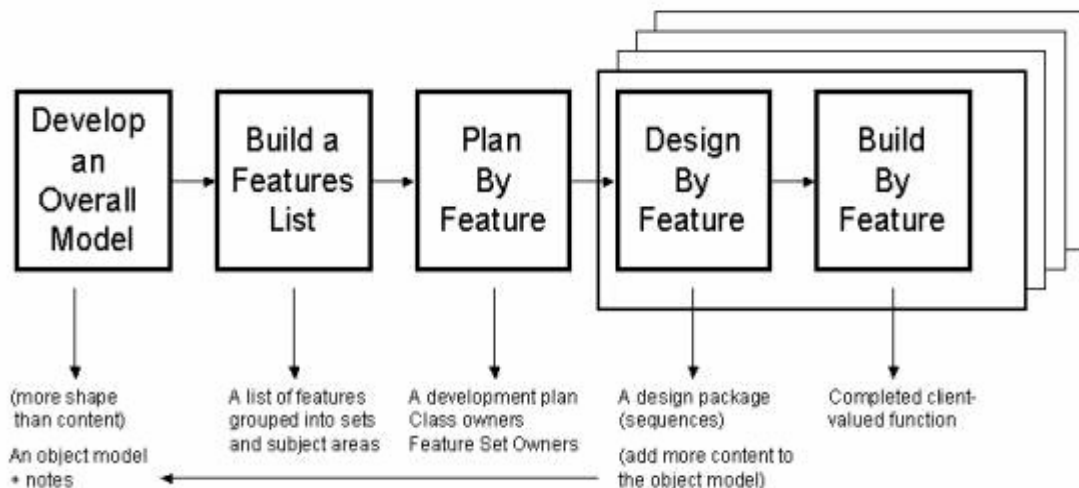 Develop
an
Overall
Model
Build a
Features
List
Plan
By
Feature
Design
By
Feature
Build
By
Feature
(more shape
than content)
An object model
+ notes
A list of features
grouped into sets
and subject areas
A development plan
Class owners
Feature Set Owners
A design package
(sequences)
(add more content to
the object model)
Completed client-
valued function